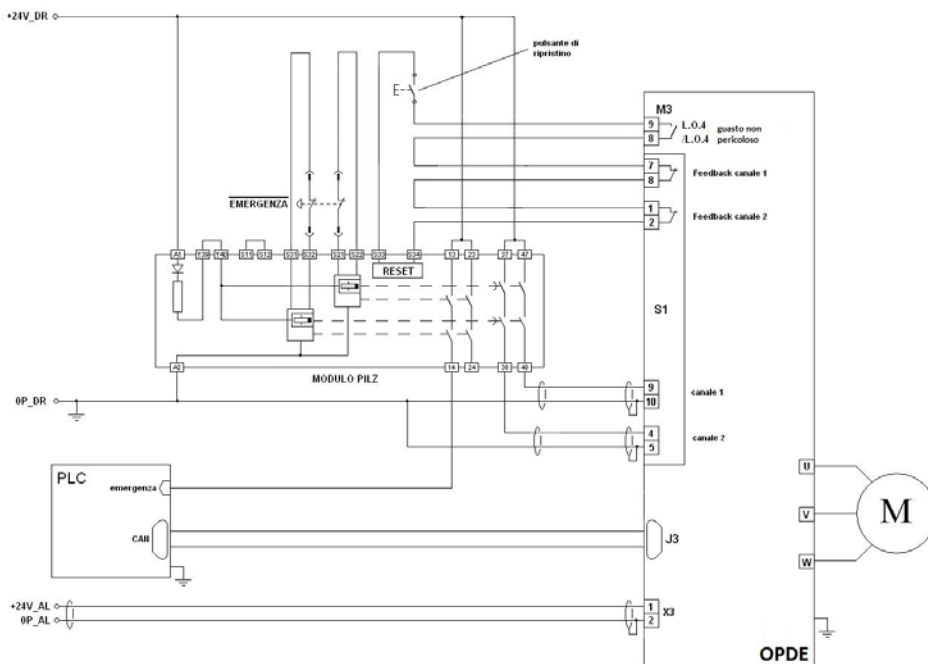 +24V_DR
pulsante di
ripristino
M3
9 L.O.4
8 /L.O.4
guasto non
pericoloso
7
8
Feedback canale 1
1
2
Feedback canale 2
EMERGENZA
A1 Y39 Y40 S11 S12 S31 S32 S21 S22 S33 S34 13 23 37 47
RESET
S1
A2 14 24 38 48
MODULO PILZ
0P_DR
9
10
canale 1
4
5
canale 2
PLC
emergenza
CAN
J3
U
V
W
M
+24V_AL
0P_AL
1
2
X3
OPDE